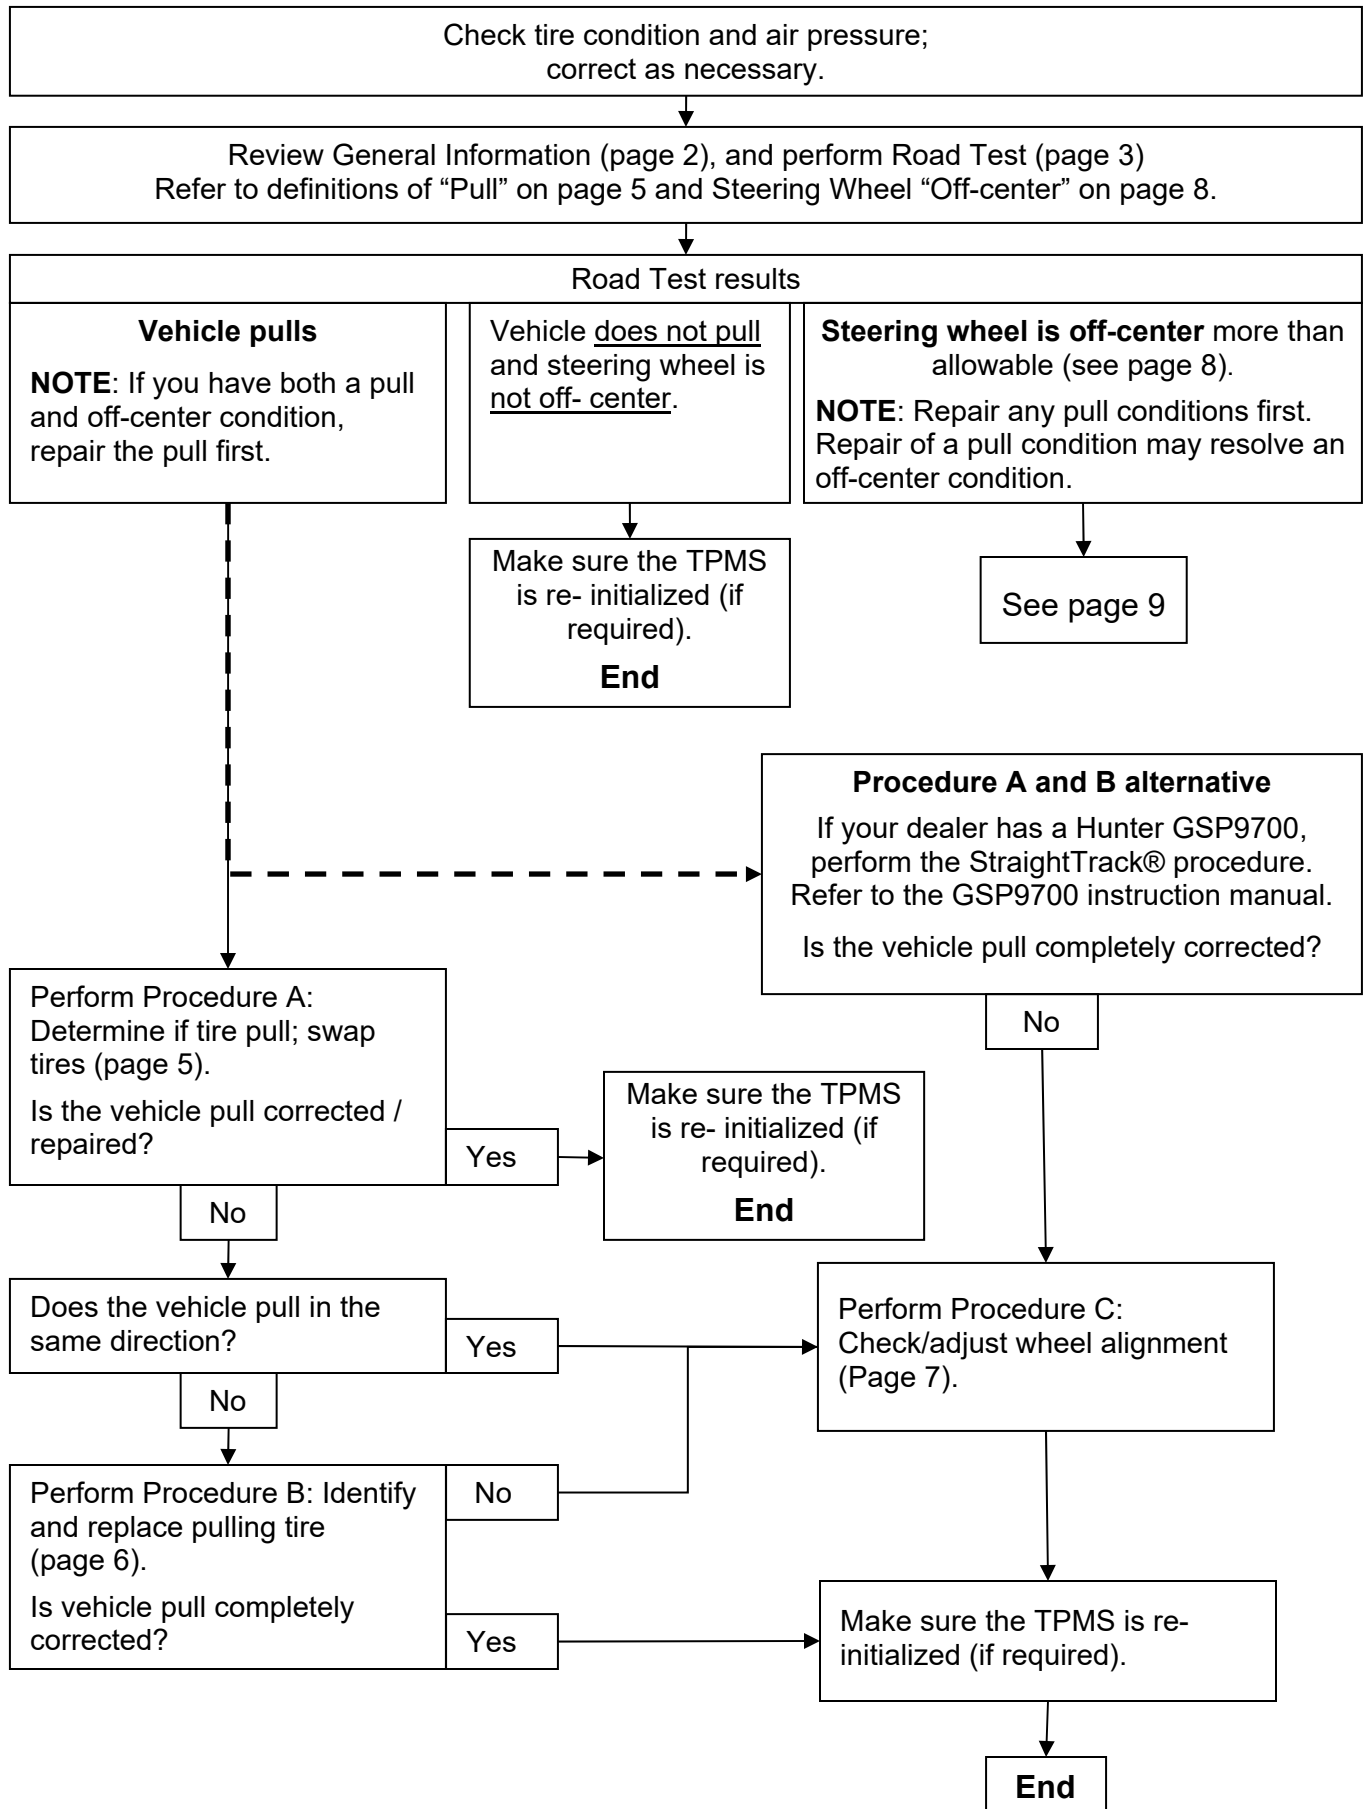 Check tire condition and air pressure;
correct as necessary.
Review General Information (page 2), and perform Road Test (page 3)
Refer to definitions of “Pull” on page 5 and Steering Wheel “Off-center” on page 8.
Road Test results
Vehicle pulls
NOTE: If you have both a pull
and off-center condition,
repair the pull first.
Vehicle does not pull
and steering wheel is
not off- center.
Steering wheel is off-center more than
allowable (see page 8).
NOTE: Repair any pull conditions first.
Repair of a pull condition may resolve an
off-center condition.
Make sure the TPMS
is re- initialized (if
required).
End
See page 9
Procedure A and B alternative
If your dealer has a Hunter GSP9700,
perform the StraightTrack® procedure.
Refer to the GSP9700 instruction manual.
Is the vehicle pull completely corrected?
No
Perform Procedure A:
Determine if tire pull; swap
tires (page 5).
Is the vehicle pull corrected /
repaired?
Yes
No
Make sure the TPMS
is re- initialized (if
required).
End
Does the vehicle pull in the
same direction?
Yes
No
Perform Procedure C:
Check/adjust wheel alignment
(Page 7).
Perform Procedure B: Identify
and replace pulling tire
(page 6).
Is vehicle pull completely
corrected?
No
Yes
Make sure the TPMS is re-
initialized (if required).
End